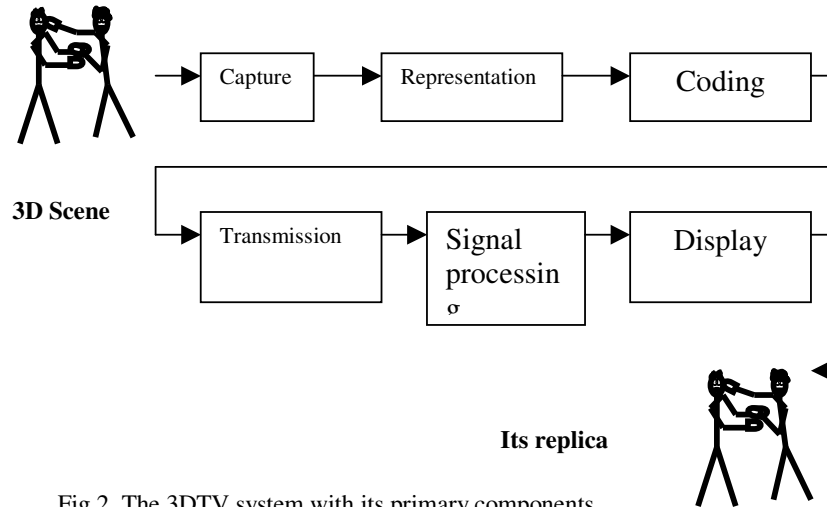 Capture
Representation
Coding
3D Scene
Transmission
Signal
processin
g
Display
Its replica
Fig 2. The 3DTV system with its primary components